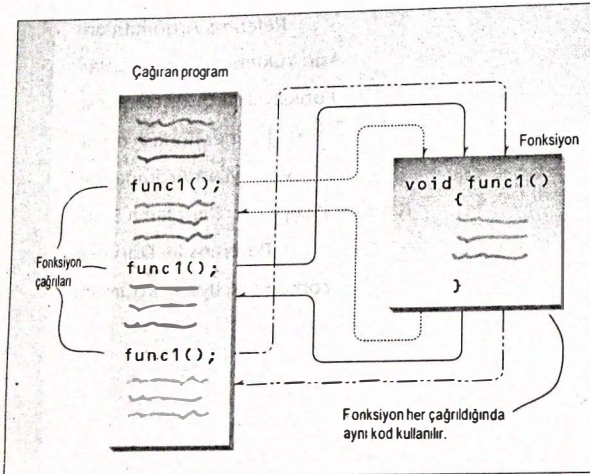 Çağıran program
Fonksiyon
func1();
void func1()
{
Fonksiyon
çağrıları
func1();
}
func1();
Fonksiyon her çağrıldığında
aynı kod kullanılır.